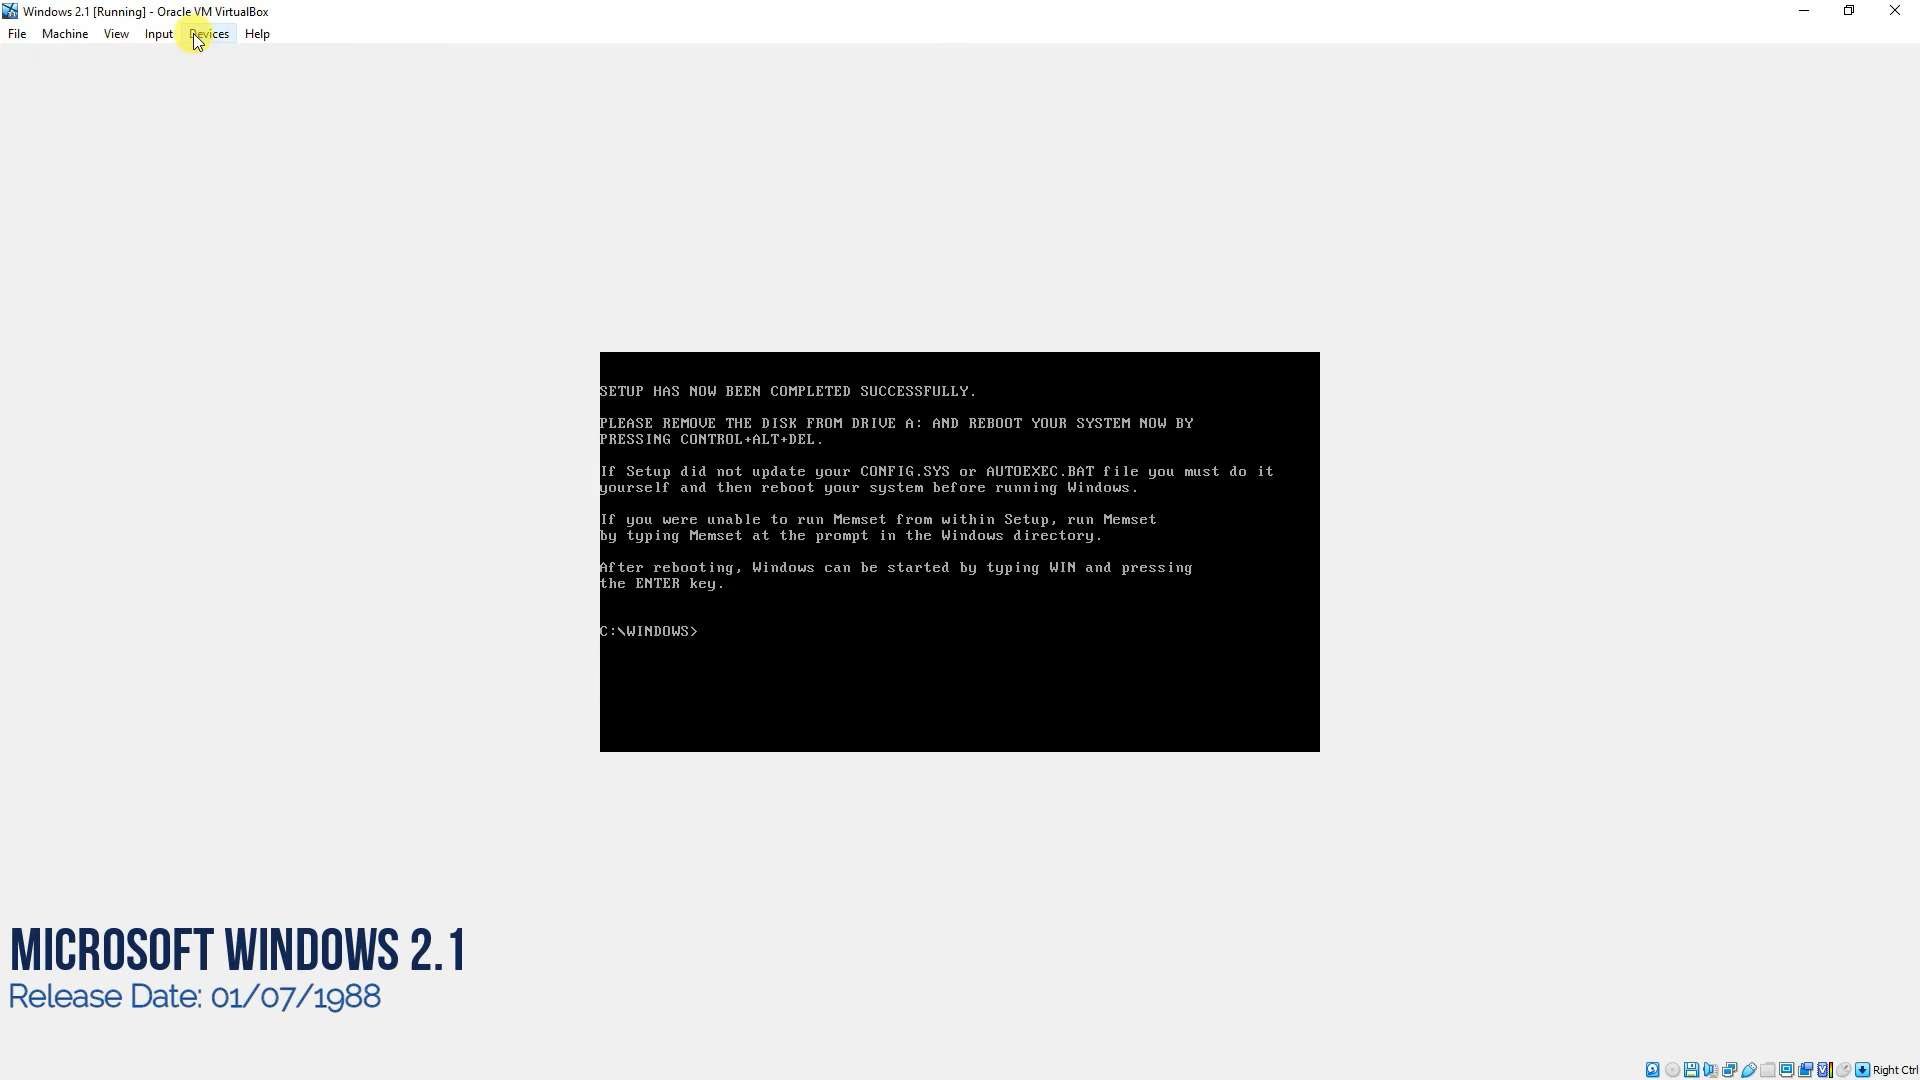 Windows 2.1 [Running] - Oracle VM VirtualBox
File Machine View Input Devices Help
SETUP HAS NOW BEEN COMPLETED SUCCESSFULLY.
PLEASE REMOVE THE DISK FROM DRIVE A: AND REBOOT YOUR SYSTEM NOW BY
PRESSING CONTROL+ALT+DEL.
If Setup did not update your CONFIG.SYS or AUTOEXEC.BAT file you must do it
yourself and then reboot your system before running Windows.
If you were unable to run Memset from within Setup, run Memset
by typing Memset at the prompt in the Windows directory.
After rebooting, Windows can be started by typing WIN and pressing
the ENTER key.
C:\WINDOWS>
MICROSOFT WINDOWS 2.1
Release Date: 01/07/1988
Right Ctrl